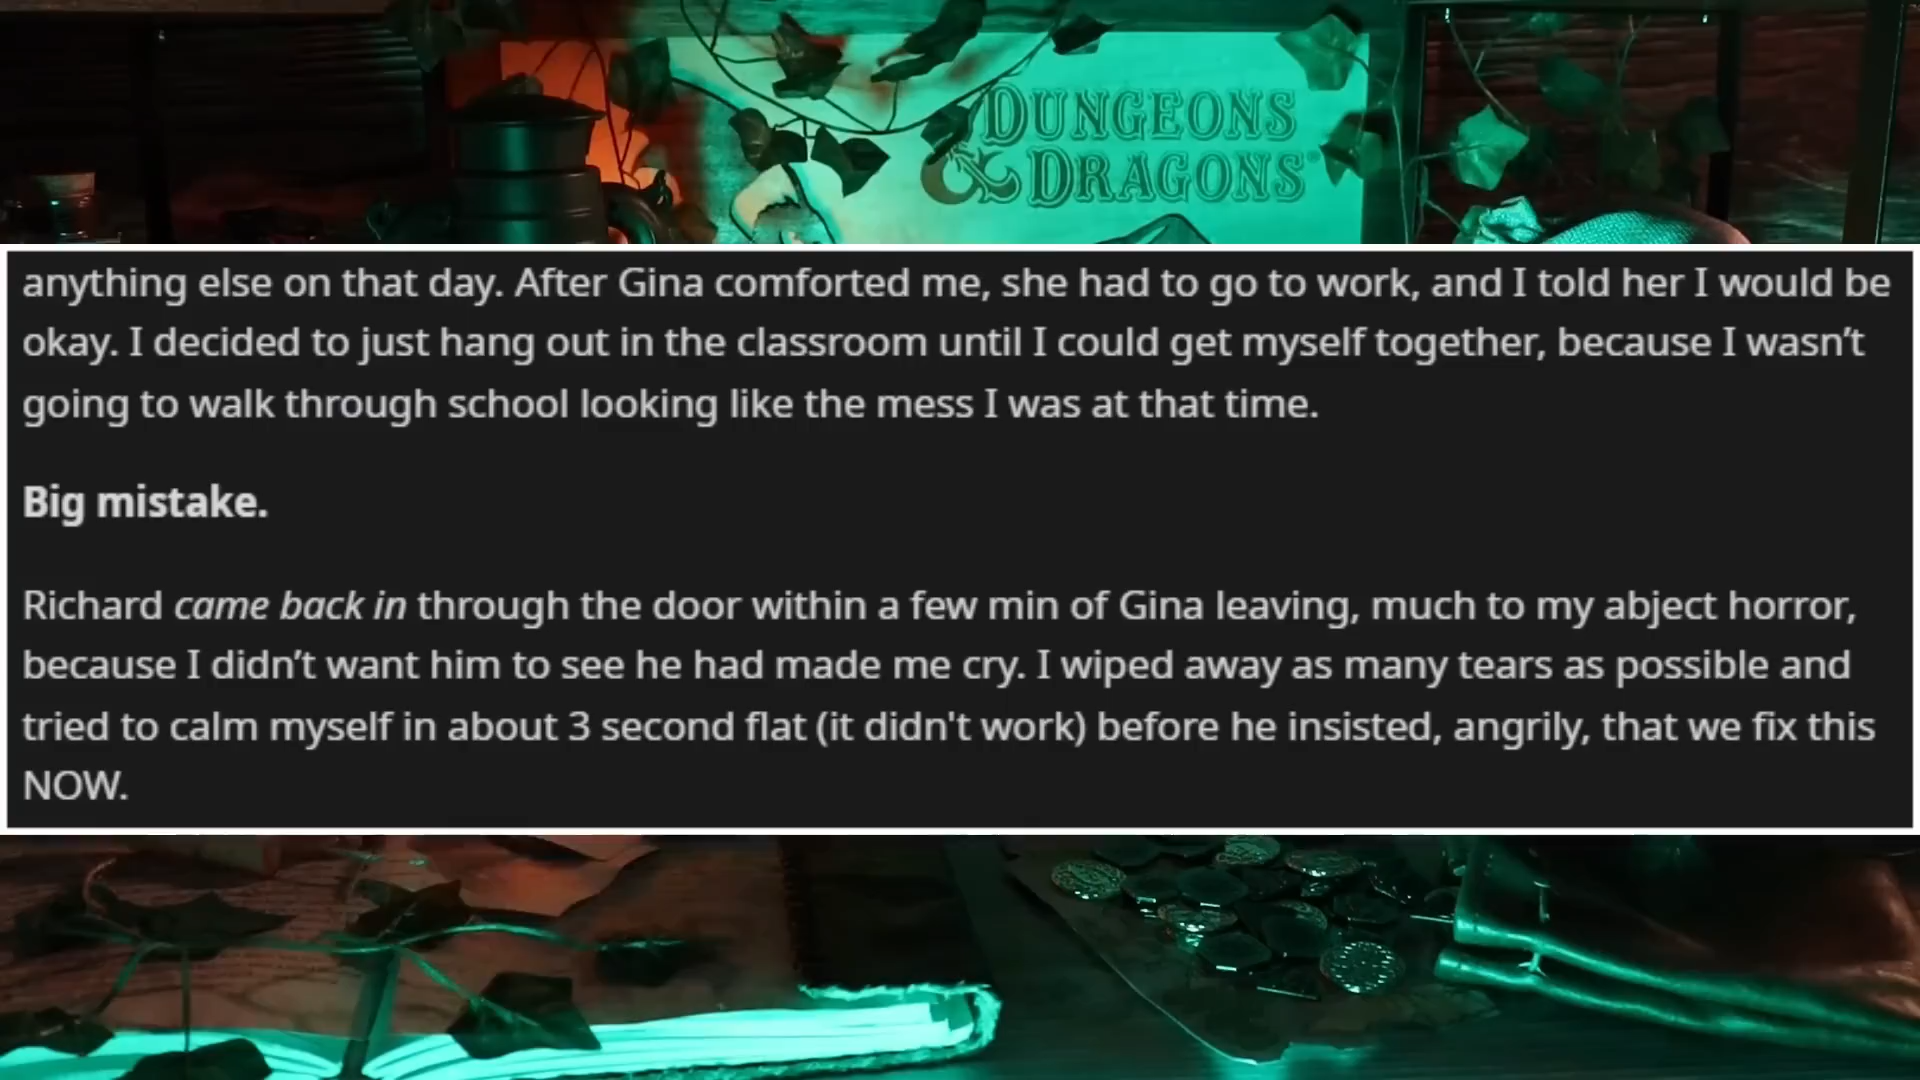 DUNGEONS
& DRAGONS®
anything else on that day. After Gina comforted me, she had to go to work, and I told her I would be
okay. I decided to just hang out in the classroom until I could get myself together, because I wasn’t
going to walk through school looking like the mess I was at that time.
Big mistake.
Richard came back in through the door within a few min of Gina leaving, much to my abject horror,
because I didn’t want him to see he had made me cry. I wiped away as many tears as possible and
tried to calm myself in about 3 second flat (it didn't work) before he insisted, angrily, that we fix this
NOW.